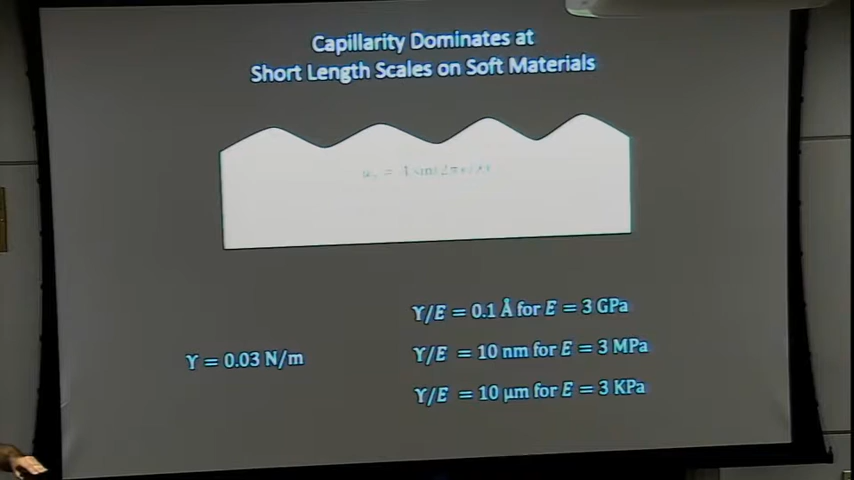 Capillarity Dominates at
Short Length Scales on Soft Materials
ϒ/E = 0.1 Å for E = 3 GPa
ϒ = 0.03 N/m
ϒ/E = 10 nm for E = 3 MPa
ϒ/E = 10 μm for E = 3 KPa